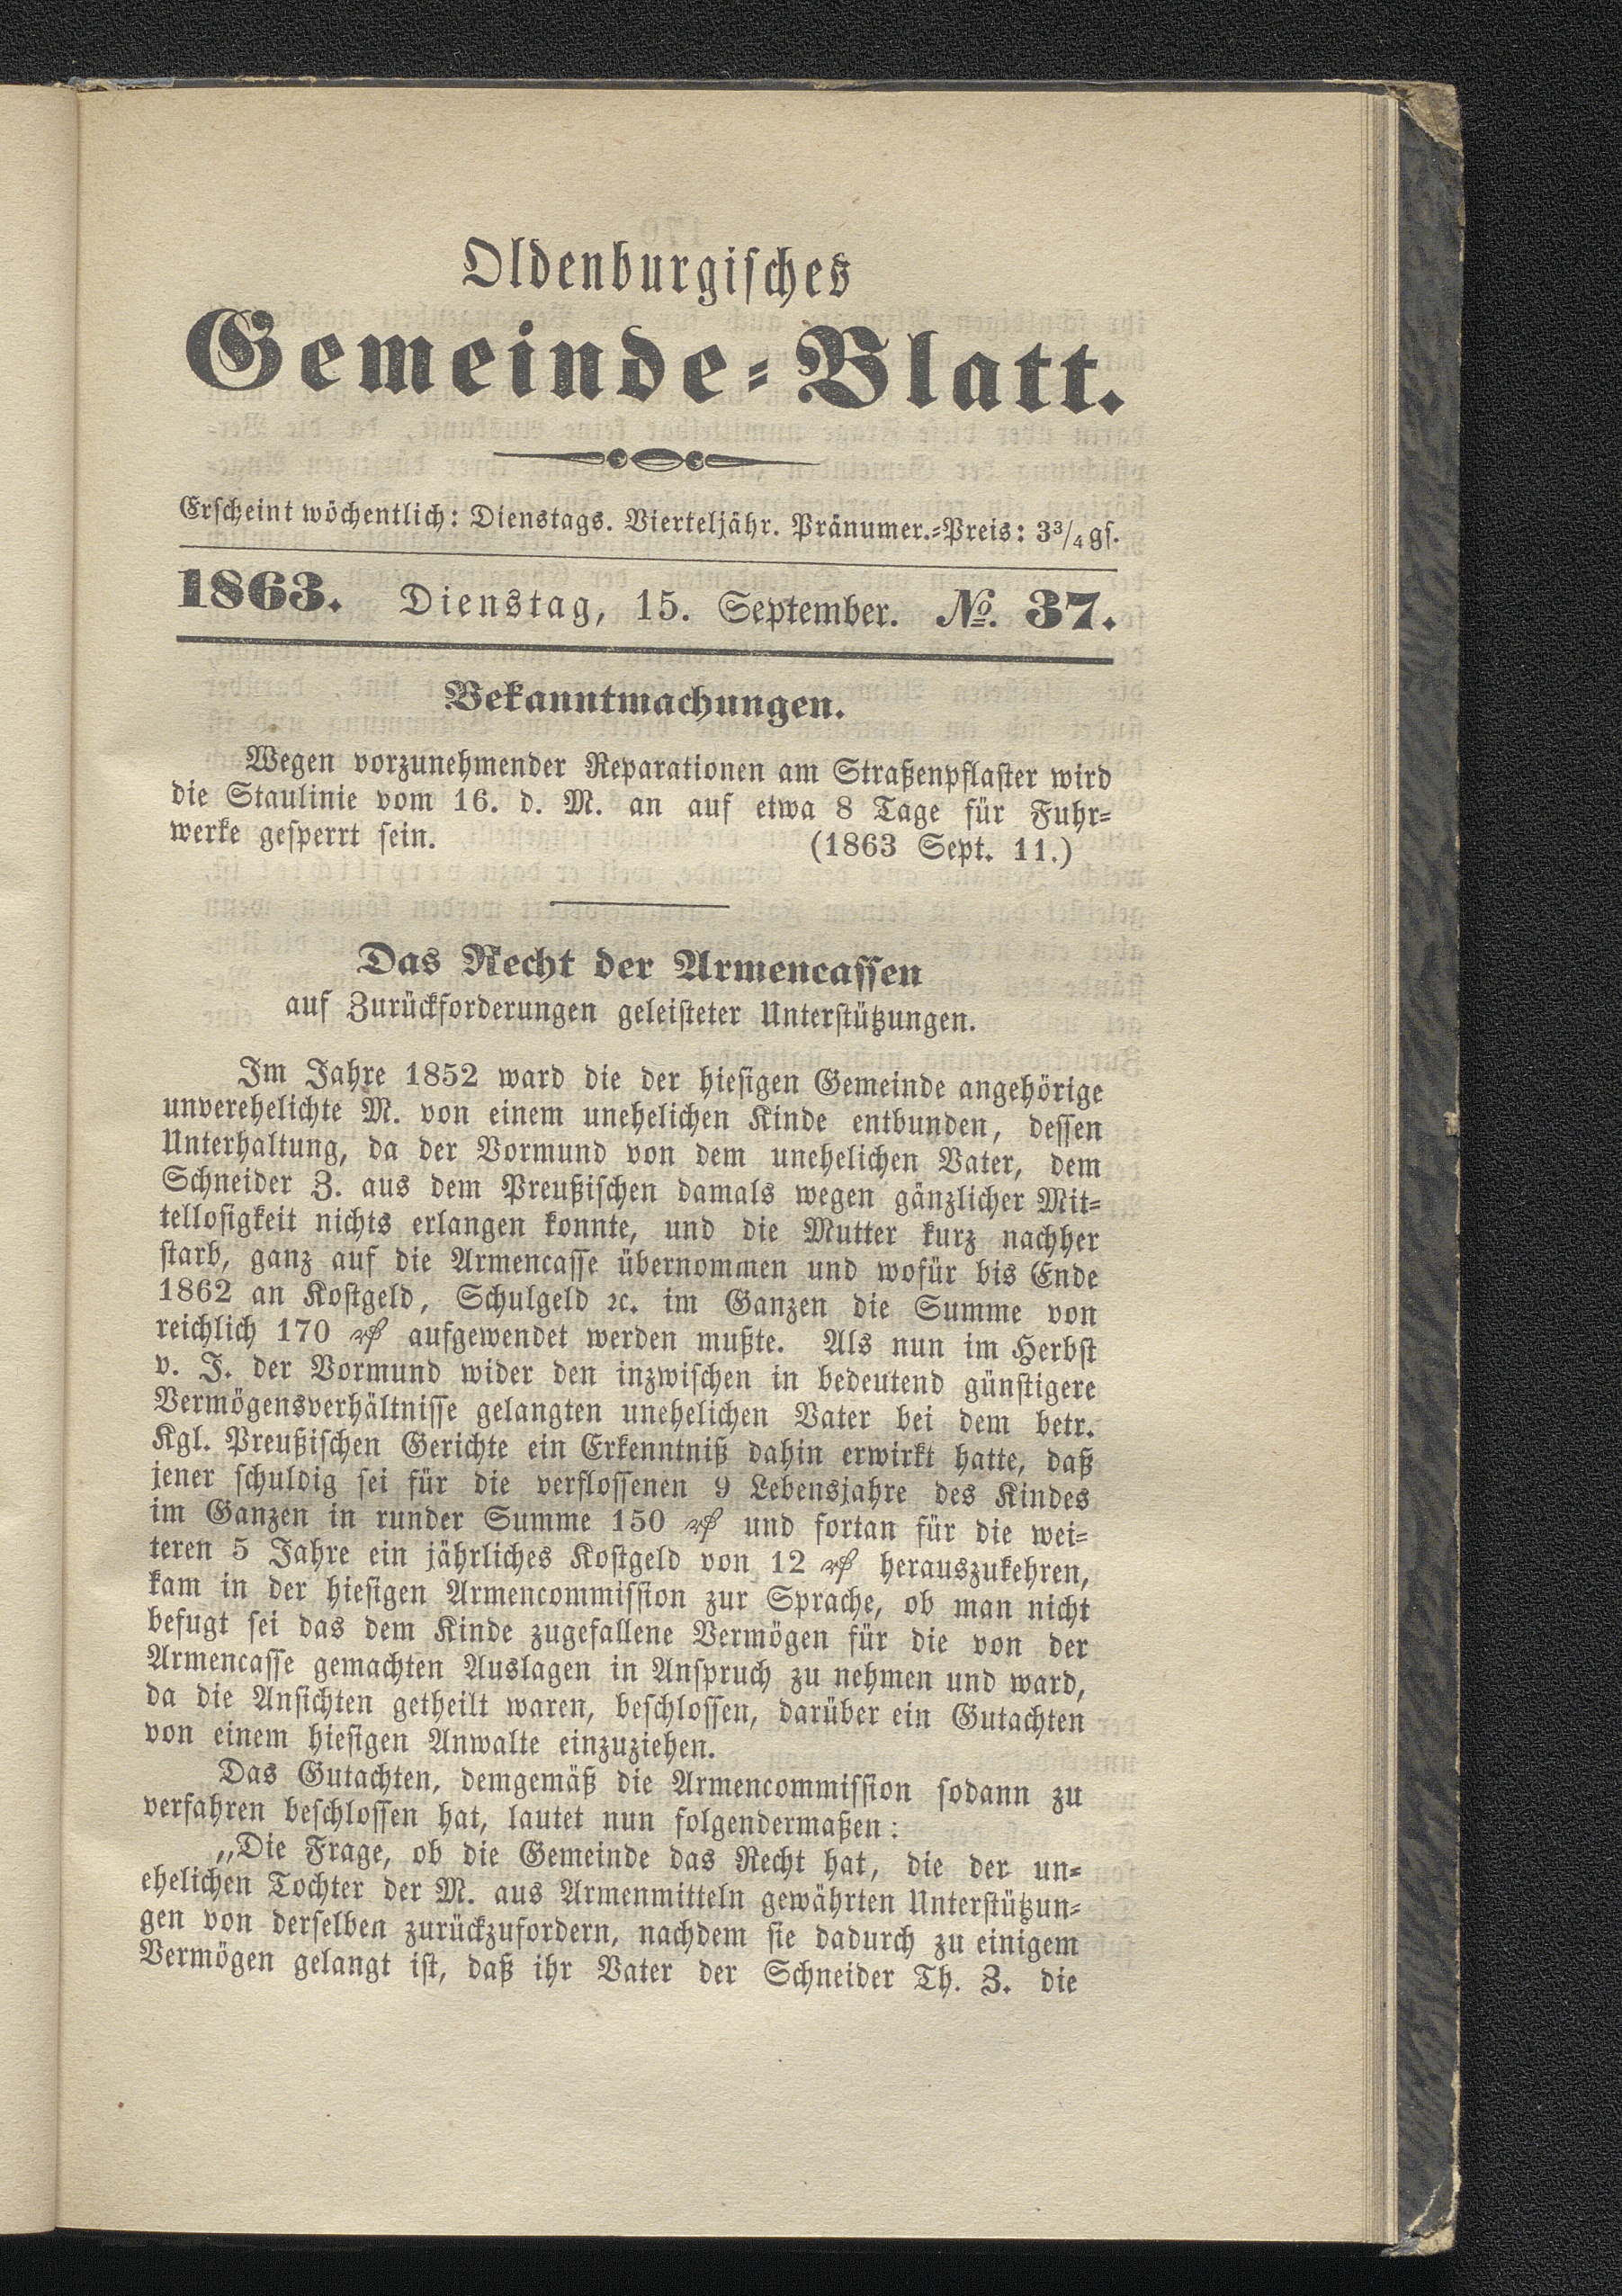 Oldenburgisches
Gemeinde-Blatt.
Erscheint wöchentlich: Dienstags. Vierteljähr. Pränumer.-Preis: 3¾ gs.
1863. Dienstag, 15. September. №. 37.
Bekanntmachungen.
Wegen vorzunehmender Reparationen am Straßenpflaster wird
die Staulinie vom 16. d. M. an auf etwa 8 Tage für Fuhr-
werke gesperrt sein. (1863 Sept. 11.)
Das Recht der Armencassen
auf Zurückforderungen geleisteter Unterstützungen.
Im Jahre 1852 ward die der hiesigen Gemeinde angehörige
unverehelichte M. von einem unehelichen Kinde entbunden, dessen
Unterhaltung, da der Vormund von dem unehelichen Vater, dem
Schneider Z. aus dem Preußischen damals wegen gänzlicher Mit-
tellosigkeit nichts erlangen konnte, und die Mutter kurz nachher
starb, ganz auf die Armencasse übernommen und wofür bis Ende
1862 an Kostgeld, Schulgeld ꝛc. im Ganzen die Summe von
reichlich 170 ₰ aufgewendet werden mußte. Als nun im Herbst
v. J. der Vormund wider den inzwischen in bedeutend günstigere
Vermögensverhältnisse gelangten unehelichen Vater bei dem betr.
Kgl. Preußischen Gerichte ein Erkenntniß dahin erwirkt hatte, daß
jener schuldig sei für die verflossenen 9 Lebensjahre des Kindes
im Ganzen in runder Summe 150 ₰ und fortan für die wei-
teren 5 Jahre ein jährliches Kostgeld von 12 ₰ herauszukehren,
kam in der hiesigen Armencommission zur Sprache, ob man nicht
befugt sei das dem Kinde zugefallene Vermögen für die von der
Armencasse gemachten Auslagen in Anspruch zu nehmen und ward,
da die Ansichten getheilt waren, beschlossen, darüber ein Gutachten
von einem hiesigen Anwalte einzuziehen.
Das Gutachten, demgemäß die Armencommission sodann zu
verfahren beschlossen hat, lautet nun folgendermaßen:
„Die Frage, ob die Gemeinde das Recht hat, die der un-
ehelichen Tochter der M. aus Armenmitteln gewährten Unterstützun-
gen von derselben zurückzufordern, nachdem sie dadurch zu einigem
Vermögen gelangt ist, daß ihr Vater der Schneider Th. Z. die